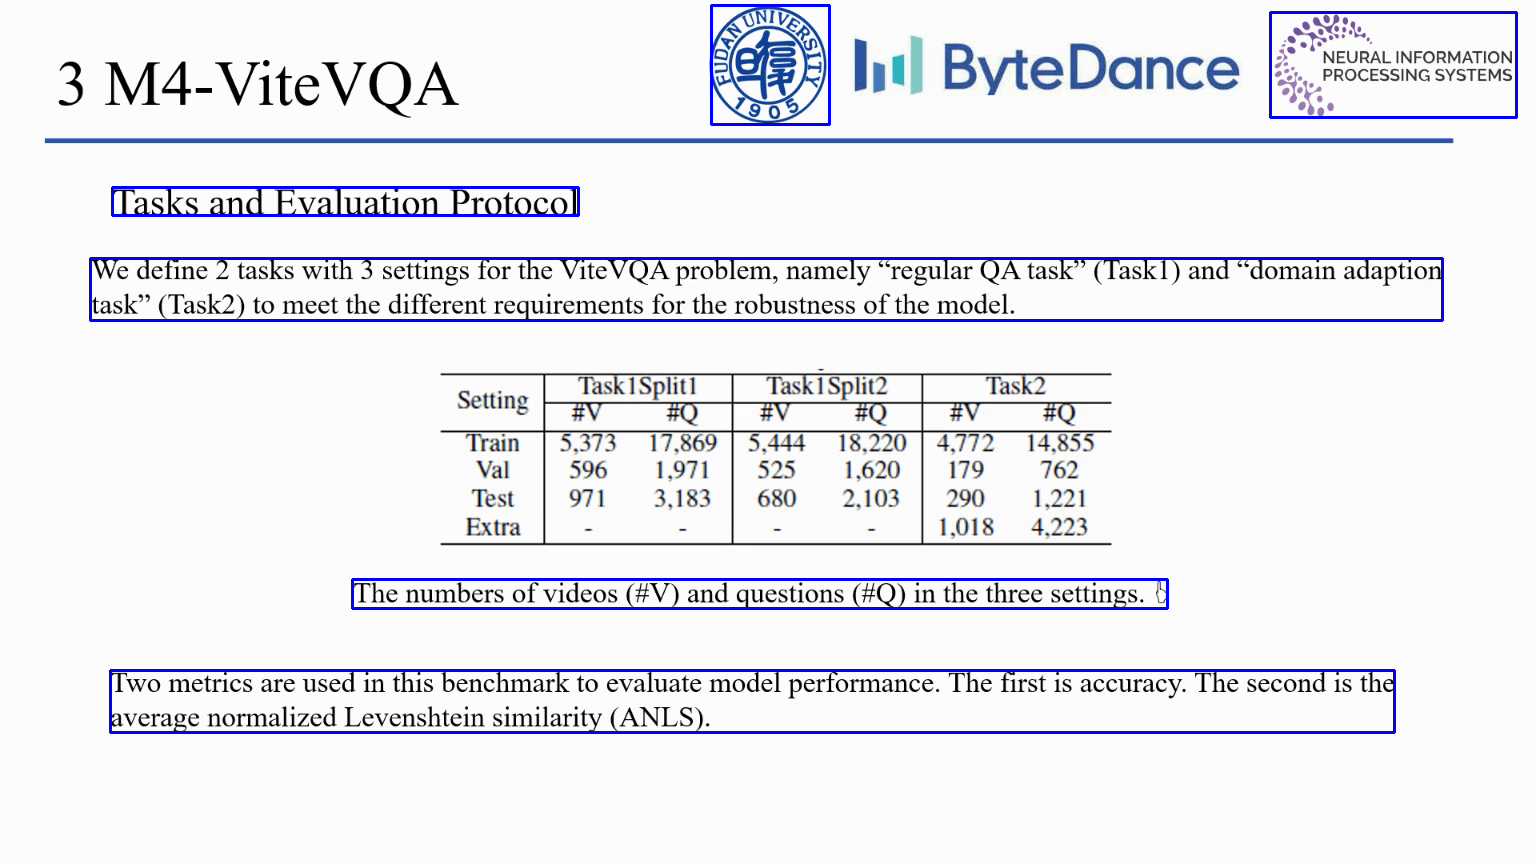 3 M4-ViteVQA
FUDAN UNIVERSITY
1905
ByteDance
NEURAL INFORMATION
PROCESSING SYSTEMS
Tasks and Evaluation Protocol
We define 2 tasks with 3 settings for the ViteVQA problem, namely “regular QA task” (Task1) and “domain adaption
task” (Task2) to meet the different requirements for the robustness of the model.
Setting Task1Split1 Task1Split2 Task2
#V #Q #V #Q #V #Q
Train 5,373 17,869 5,444 18,220 4,772 14,855
Val 596 1,971 525 1,620 179 762
Test 971 3,183 680 2,103 290 1,221
Extra - - - - 1,018 4,223
The numbers of videos (#V) and questions (#Q) in the three settings.
Two metrics are used in this benchmark to evaluate model performance. The first is accuracy. The second is the
average normalized Levenshtein similarity (ANLS).